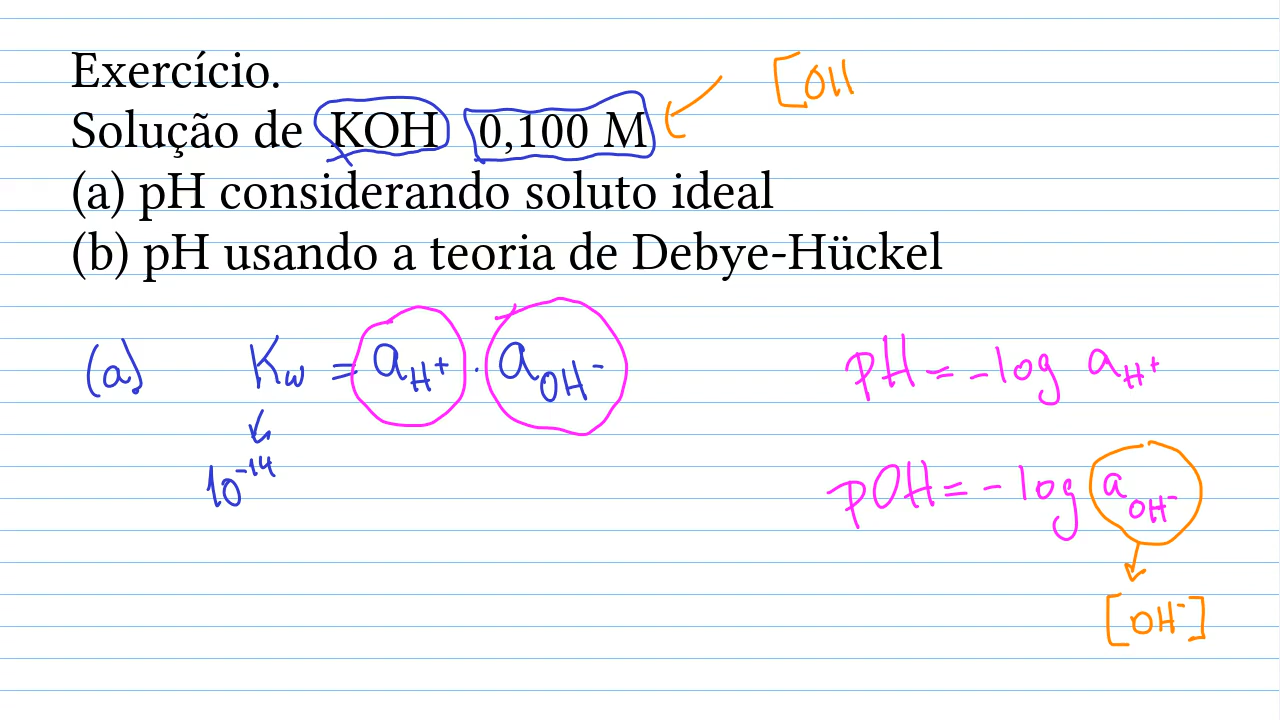 Exercício. [OH
Solução de KOH 0,100 M
(a) pH considerando soluto ideal
(b) pH usando a teoria de Debye-Hückel
(a) Kw = aH+ · aOH- pH = -log aH+
10^-14 pOH = -log aOH-
[OH-]